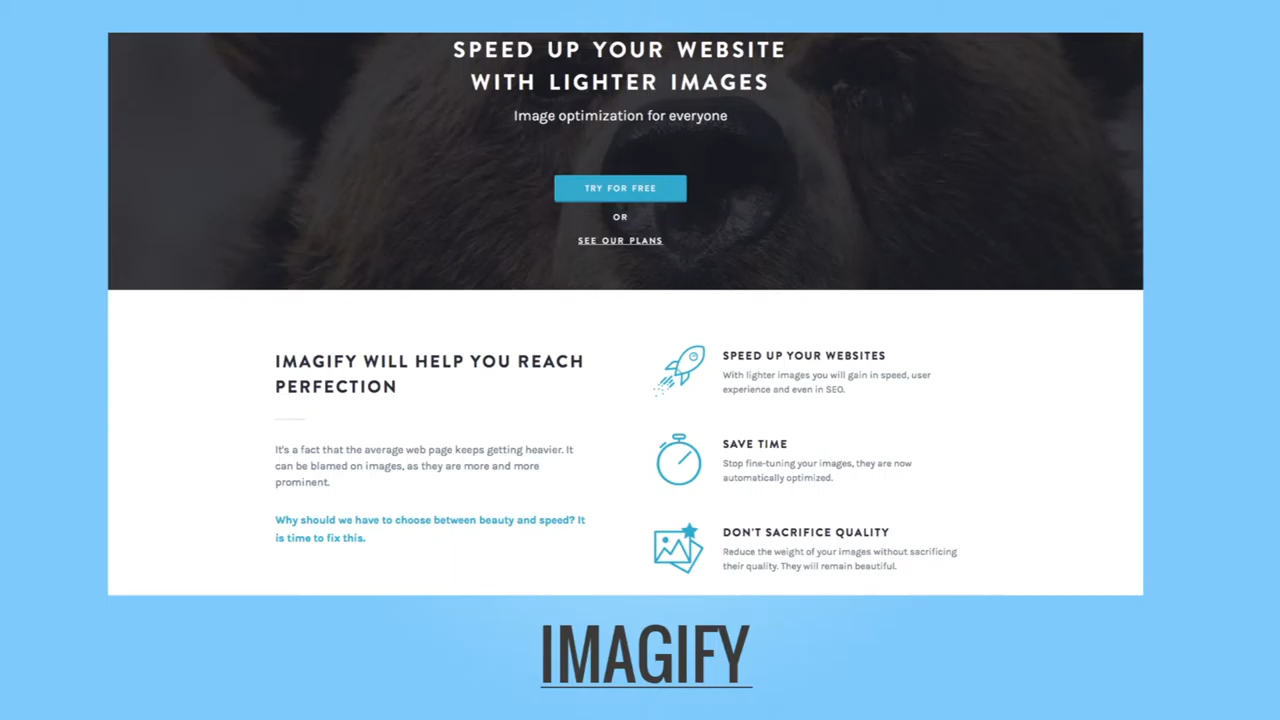 SPEED UP YOUR WEBSITE
WITH LIGHTER IMAGES
Image optimization for everyone
TRY FOR FREE
OR
SEE OUR PLANS
IMAGIFY WILL HELP YOU REACH
PERFECTION
It's a fact that the average web page keeps getting heavier. It
can be blamed on images, as they are more and more
prominent.
Why should we have to choose between beauty and speed? It
is time to fix this.
SPEED UP YOUR WEBSITES
With lighter images you will gain in speed, user
experience and even in SEO.
SAVE TIME
Stop fine-tuning your images, they are now
automatically optimized.
DON'T SACRIFICE QUALITY
Reduce the weight of your images without sacrificing
their quality. They will remain beautiful.
IMAGIFY